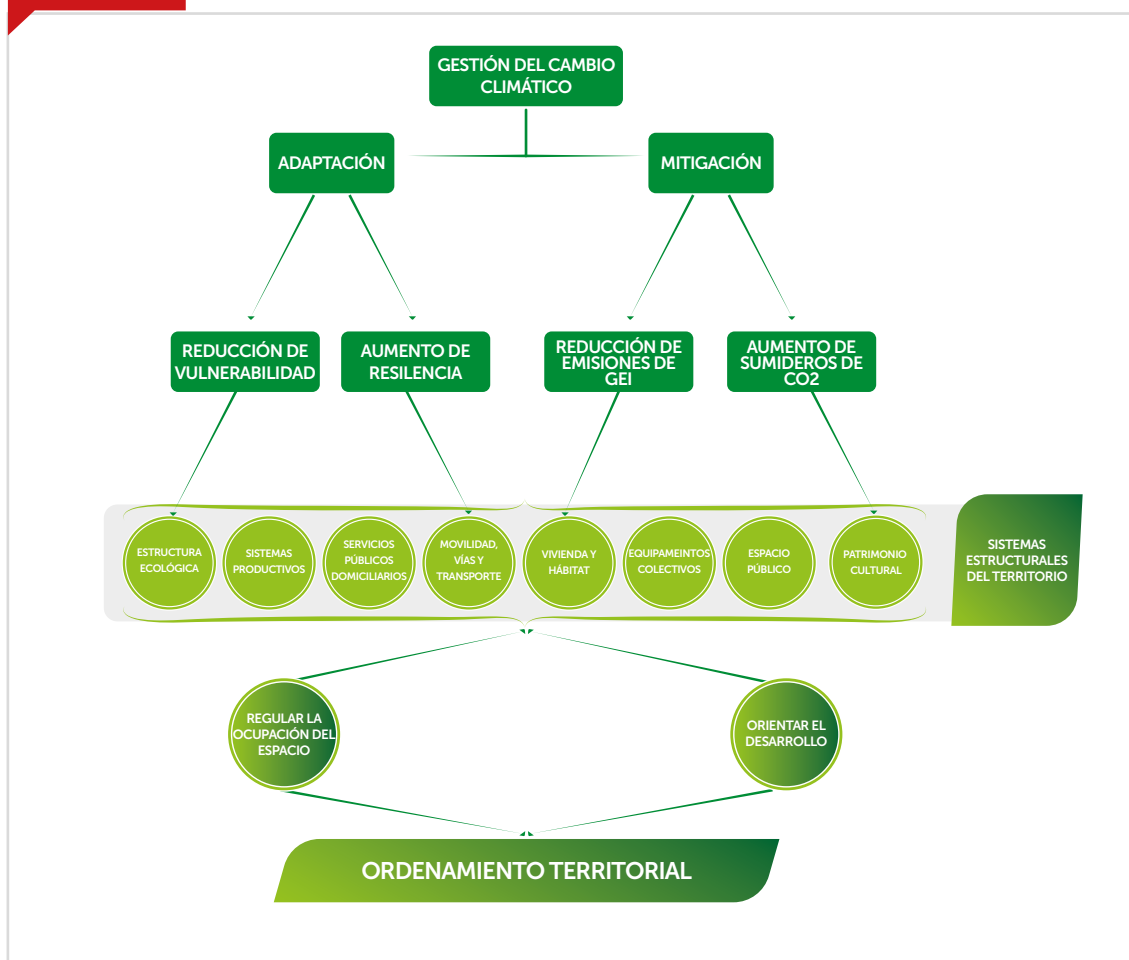 GESTIÓN DEL CAMBIO
CLIMÁTICO
ADAPTACIÓN
MITIGACIÓN
REDUCCIÓN DE
VULNERABILIDAD
AUMENTO DE
RESILENCIA
REDUCCIÓN DE
EMISIONES DE
GEI
AUMENTO DE
SUMIDEROS DE
CO2
ESTRUCTURA
ECOLÓGICA
SISTEMAS
PRODUCTIVOS
SERVICIOS
PÚBLICOS
DOMICILIARIOS
MOVILIDAD,
VÍAS Y
TRANSPORTE
VIVIENDA Y
HÁBITAT
EQUIPAMEINTOS
COLECTIVOS
ESPACIO
PÚBLICO
PATRIMONIO
CULTURAL
SISTEMAS
ESTRUCTURALES
DEL TERRITORIO
REGULAR LA
OCUPACIÓN DEL
ESPACIO
ORIENTAR EL
DESARROLLO
ORDENAMIENTO TERRITORIAL